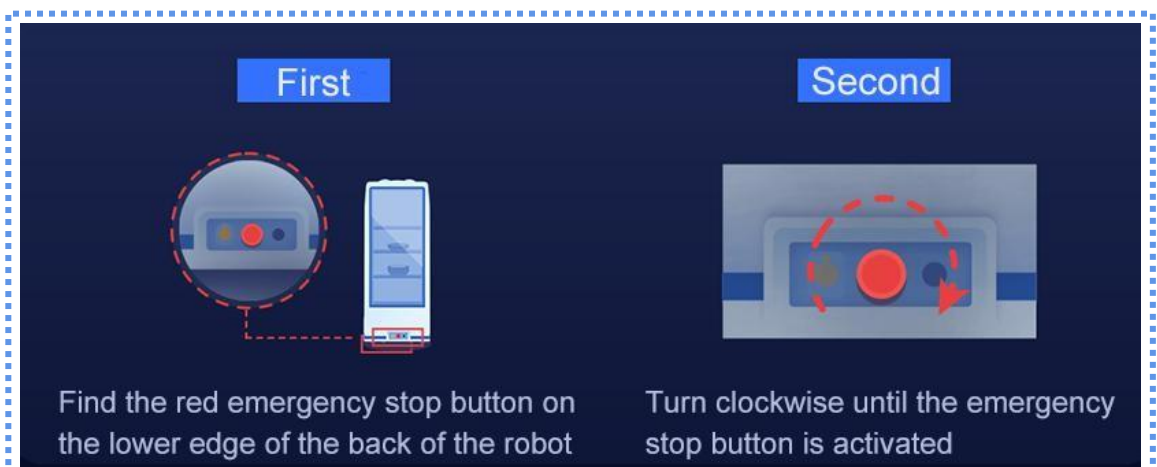 First
Second
Find the red emergency stop button on
the lower edge of the back of the robot
Turn clockwise until the emergency
stop button is activated